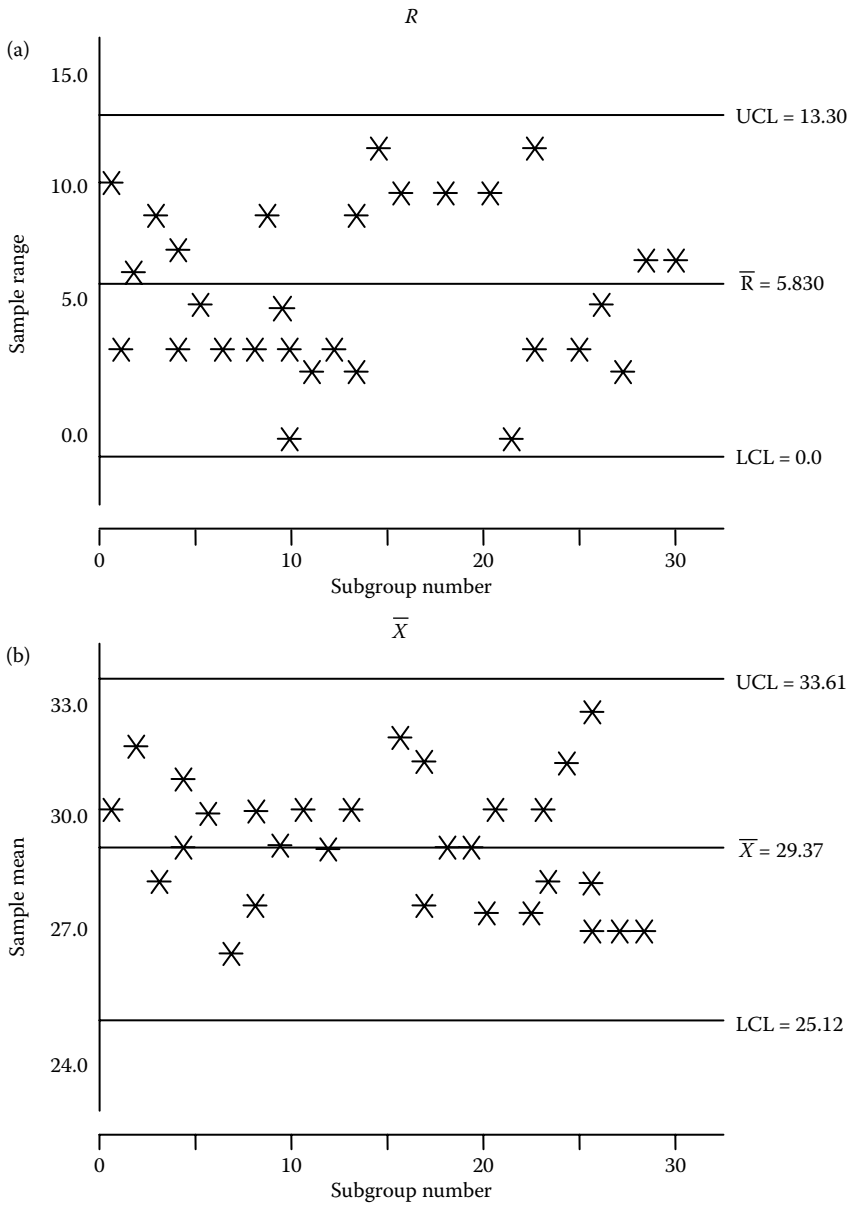 R
(a)
15.0
UCL = 13.30
10.0
R̅ = 5.830
5.0
Sample range
0.0
LCL = 0.0
0 10 20 30
Subgroup number
X̅
(b)
UCL = 33.61
33.0
30.0
X̅ = 29.37
Sample mean
27.0
LCL = 25.12
24.0
0 10 20 30
Subgroup number